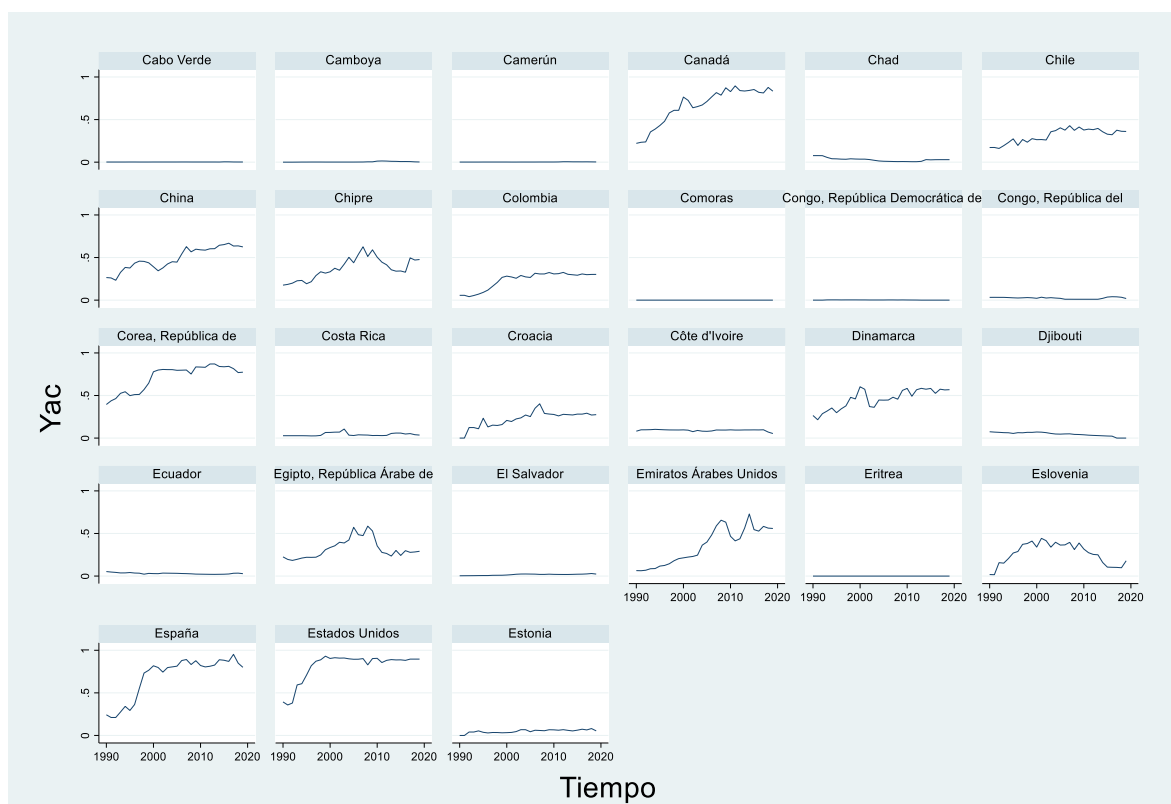 Cabo Verde Camboya Camerún Canadá Chad Chile
1
.5
0
China Chipre Colombia Comoras Congo, República Democrática de Congo, República del
1
.5
0
Corea, República de Costa Rica Croacia Côte d'Ivoire Dinamarca Djibouti
1
.5
0
Yac
Ecuador Egipto, República Árabe de El Salvador Emiratos Árabes Unidos Eritrea Eslovenia
1
.5
0
1990 2000 2010 2020 1990 2000 2010 2020 1990 2000 2010 2020
España Estados Unidos Estonia
1
.5
0
1990 2000 2010 2020 1990 2000 2010 2020 1990 2000 2010 2020
Tiempo